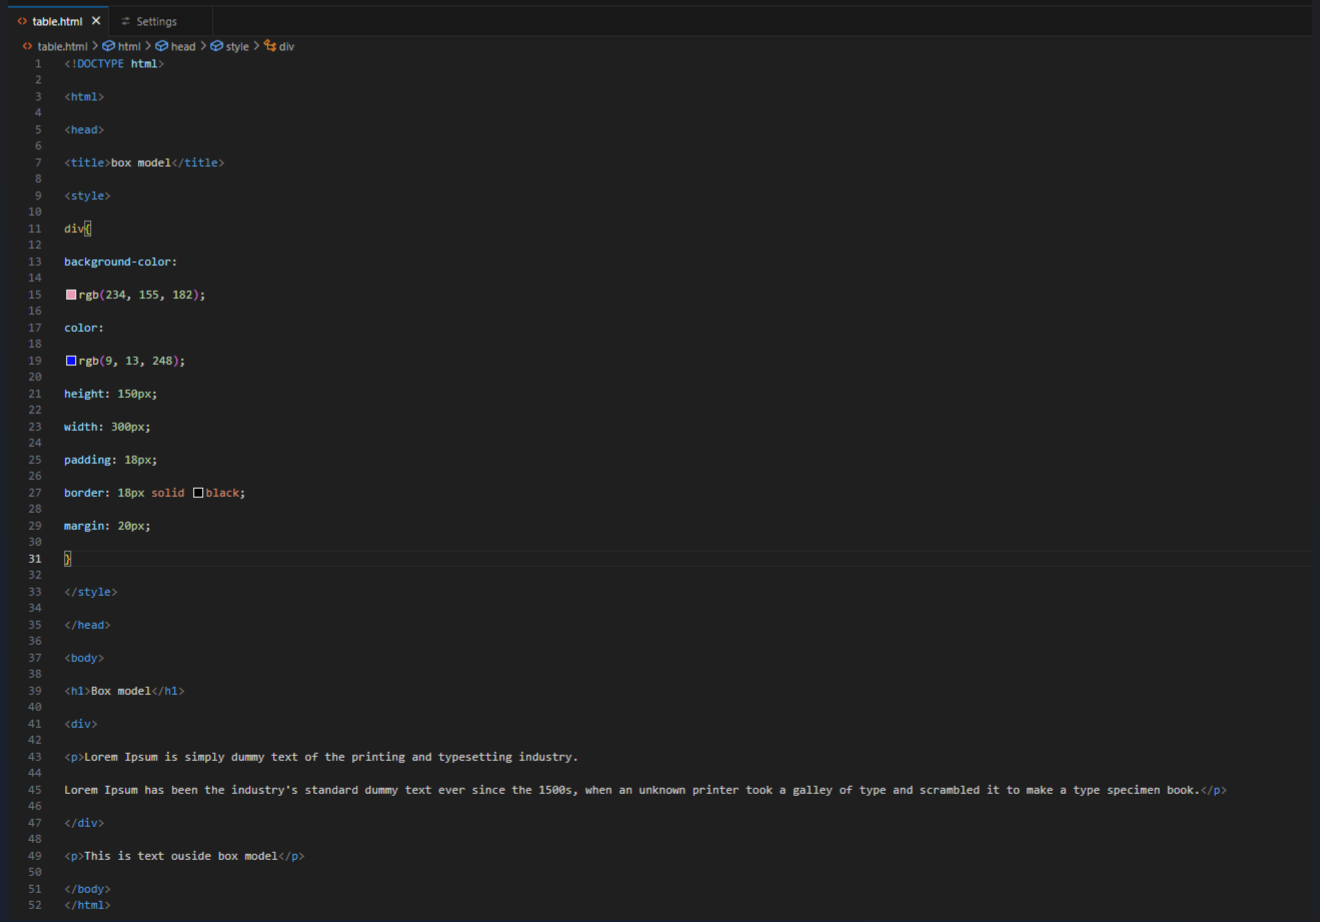 table.html
Settings
table.html > html > head > style > div
1 <!DOCTYPE html>
2
3 <html>
4
5 <head>
6
7 <title>box model</title>
8
9 <style>
10
11 div{
12
13 background-color:
14
15 rgb(234, 155, 182);
16
17 color:
18
19 rgb(9, 13, 248);
20
21 height: 150px;
22
23 width: 300px;
24
25 padding: 18px;
26
27 border: 18px solid black;
28
29 margin: 20px;
30
31 }
32
33 </style>
34
35 </head>
36
37 <body>
38
39 <h1>Box model</h1>
40
41 <div>
42
43 <p>Lorem Ipsum is simply dummy text of the printing and typesetting industry.
44
45 Lorem Ipsum has been the industry's standard dummy text ever since the 1500s, when an unknown printer took a galley of type and scrambled it to make a type specimen book.</p>
46
47 </div>
48
49 <p>This is text ouside box model</p>
50
51 </body>
52 </html>